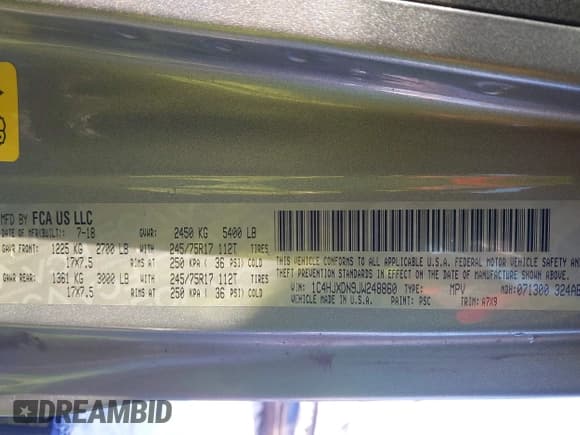 MFD BY FCA US LLC
DATE OF MFR(BUILT): 7-18 GVWR: 2450 KG 5400 LB
GAWR FRONT: 1225 KG 2700 LB WITH 245/75R17 112T TIRES
17X7.5 RIMS AT 250 KPA ( 36 PSI) COLD
GAWR REAR: 1361 KG 3000 LB WITH 245/75R17 112T TIRES
17X7.5 RIMS AT 250 KPA ( 36 PSI) COLD
THIS VEHICLE CONFORMS TO ALL APPLICABLE U.S.A. FEDERAL MOTOR VEHICLE SAFETY AND
THEFT PREVENTION STANDARDS IN EFFECT ON THE DATE OF MANUFACTURE SHOWN ABOVE.
VIN: 1C4HJXDN9JW248860 TYPE: MPV MDH: 071300 324AE
MADE IN U.S.A. PAINT: PSC TRIM: A7X9
DREAMBID